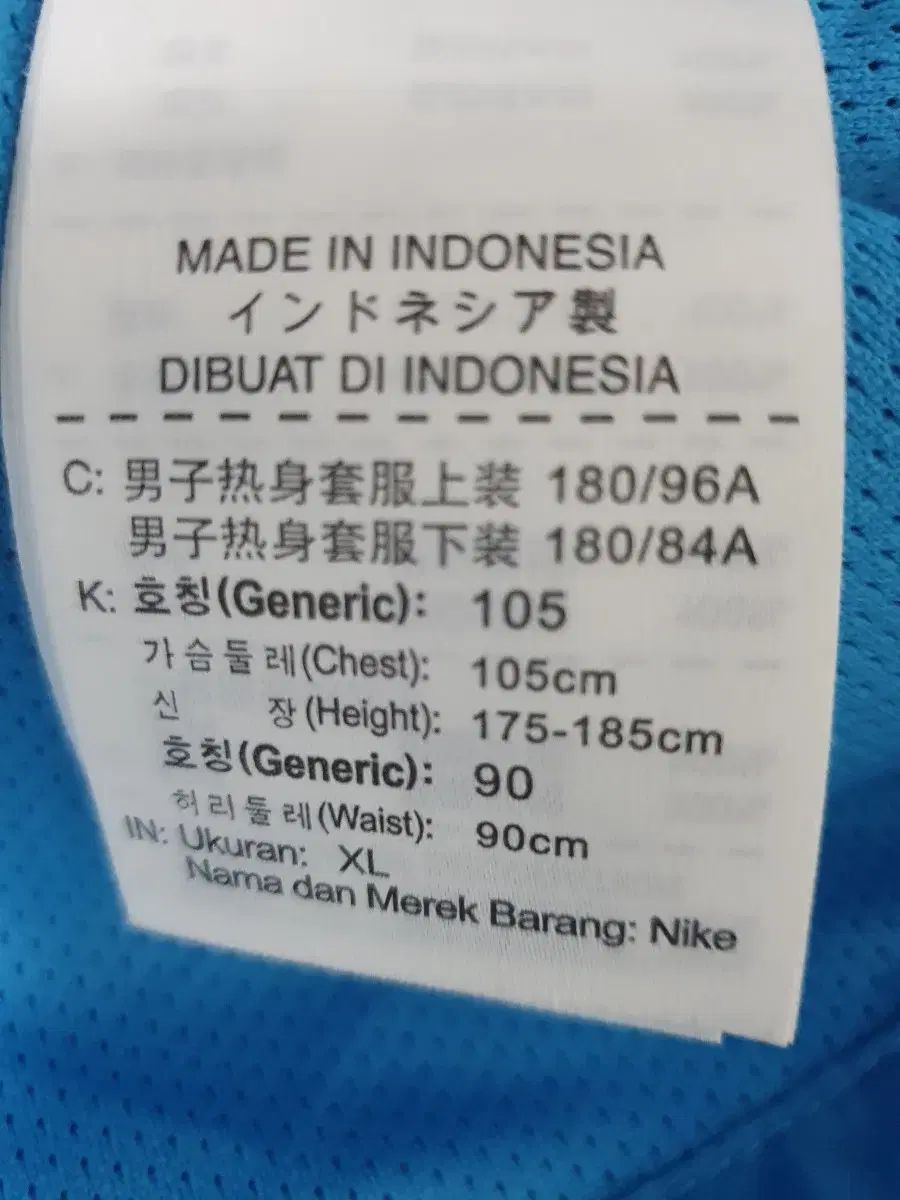 MADE IN INDONESIA
インドネシア製
DIBUAT DI INDONESIA
C: 男子热身套服上装 180/96A
男子热身套服下装 180/84A
K: 호칭(Generic): 105
가슴둘레(Chest): 105cm
신 장(Height): 175-185cm
호칭(Generic): 90
허리둘레(Waist): 90cm
IN: Ukuran: XL
Nama dan Merek Barang: Nike